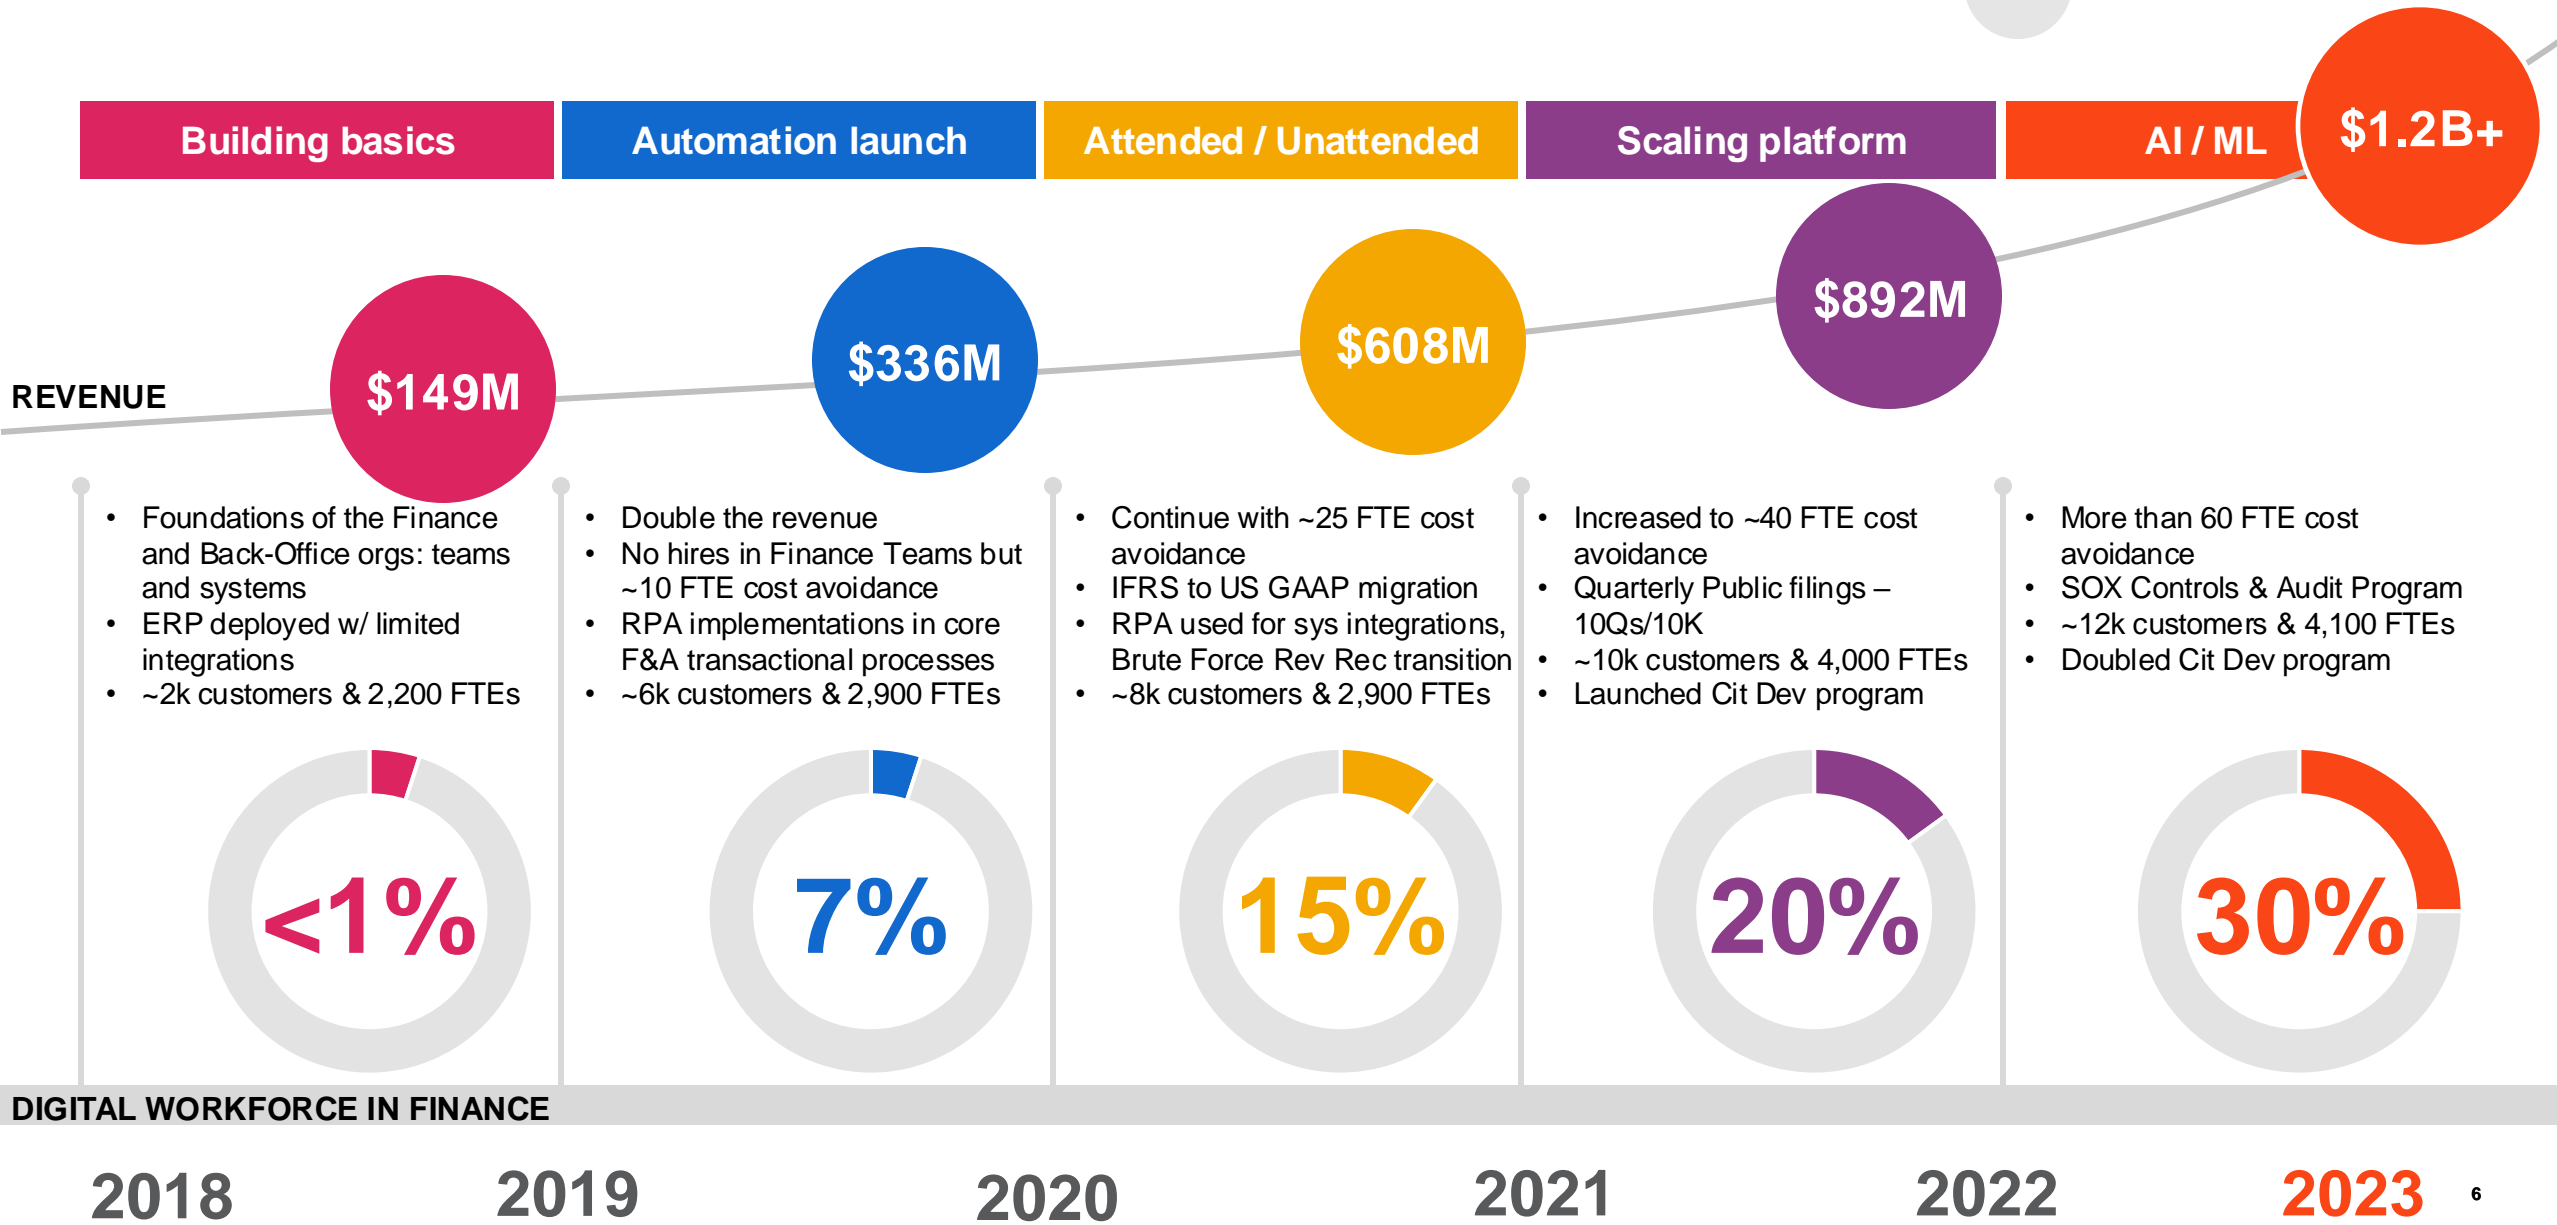 Building basics
Automation launch
Attended / Unattended
Scaling platform
AI / ML
$1.2B+
$892M
$608M
$336M
$149M
REVENUE
• Foundations of the Finance
and Back-Office orgs: teams
and systems
• ERP deployed w/ limited
integrations
• ~2k customers & 2,200 FTEs
• Double the revenue
• No hires in Finance Teams but
~10 FTE cost avoidance
• RPA implementations in core
F&A transactional processes
• ~6k customers & 2,900 FTEs
• Continue with ~25 FTE cost
avoidance
• IFRS to US GAAP migration
• RPA used for sys integrations,
Brute Force Rev Rec transition
• ~8k customers & 2,900 FTEs
• Increased to ~40 FTE cost
avoidance
• Quarterly Public filings –
10Qs/10K
• ~10k customers & 4,000 FTEs
• Launched Cit Dev program
• More than 60 FTE cost
avoidance
• SOX Controls & Audit Program
• ~12k customers & 4,100 FTEs
• Doubled Cit Dev program
<1%
7%
15%
20%
30%
DIGITAL WORKFORCE IN FINANCE
2018
2019
2020
2021
2022
2023
6